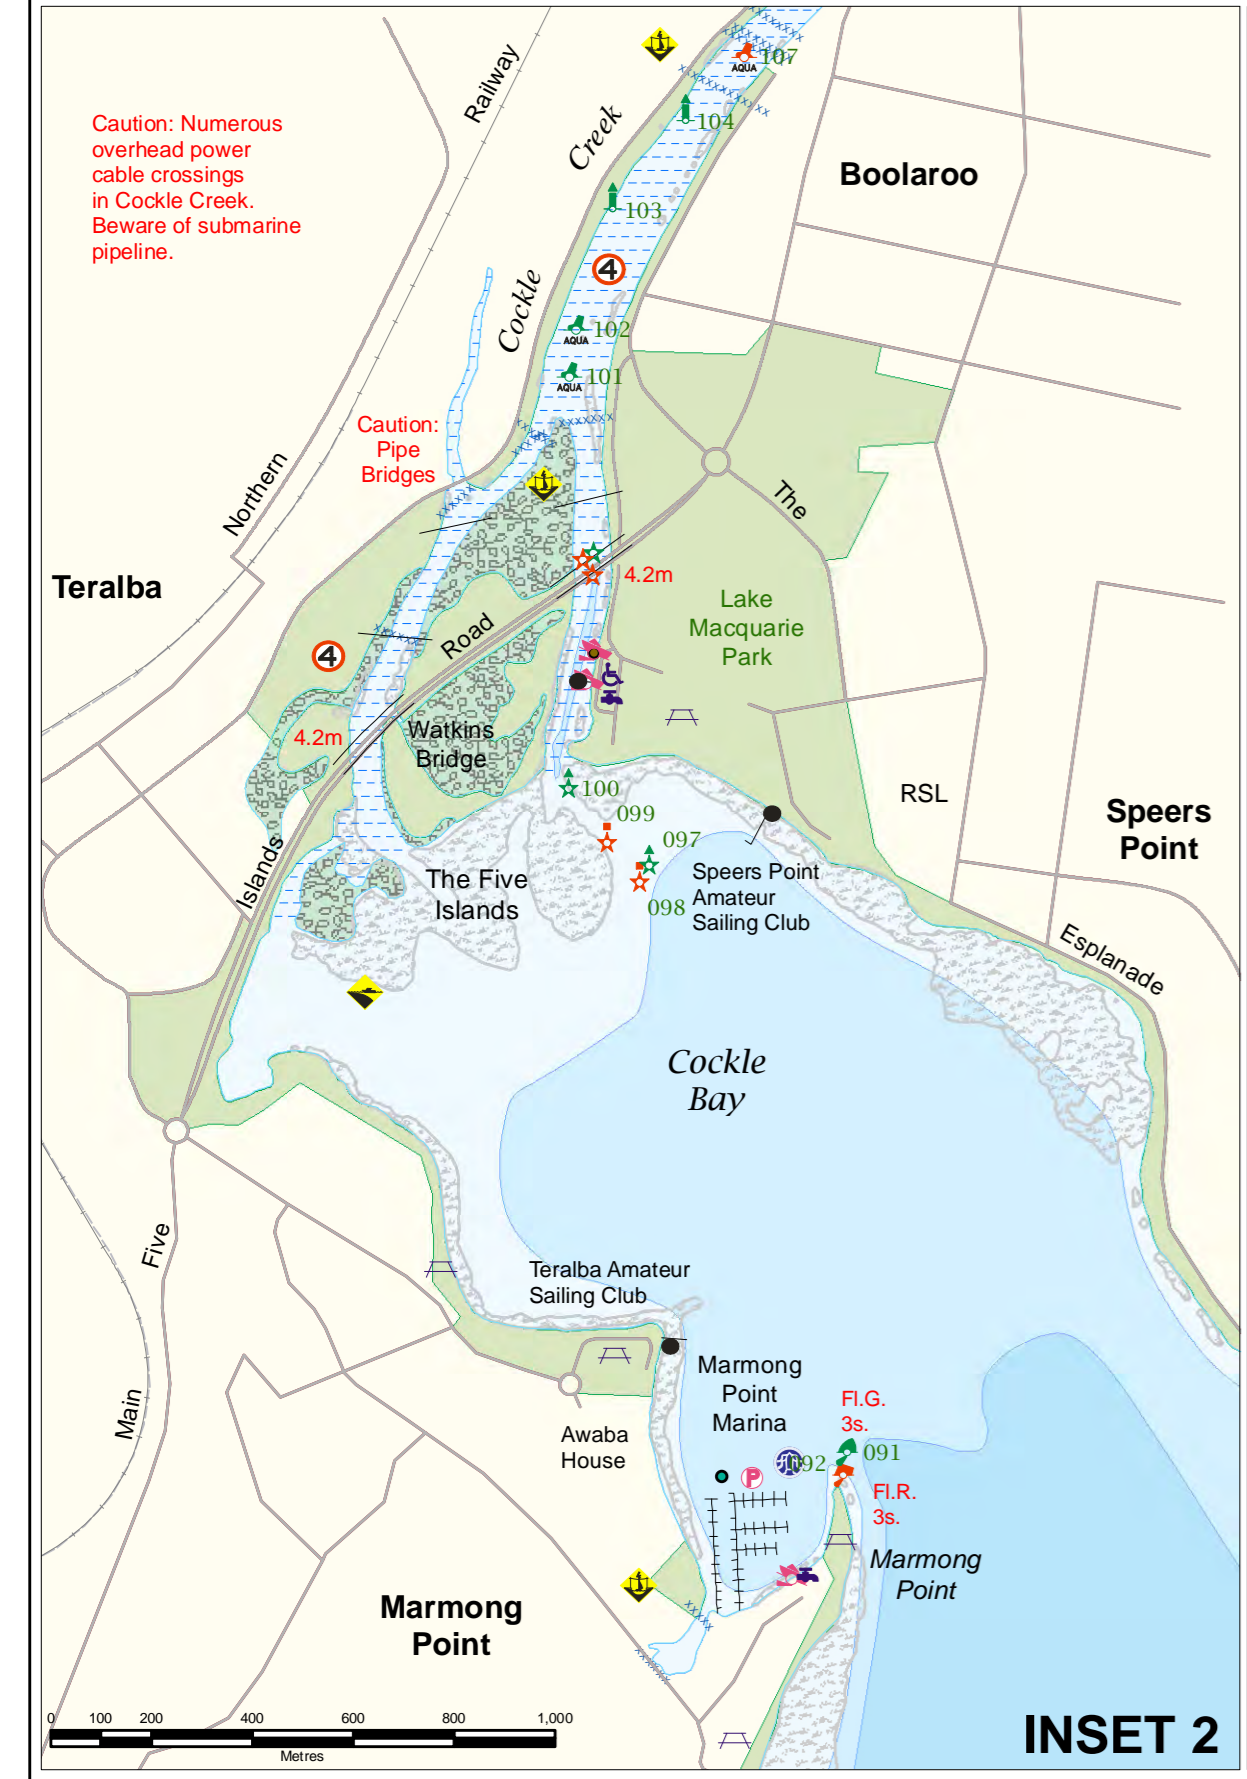 Railway
107
AQUA
Caution: Numerous
overhead power
cable crossings
in Cockle Creek.
Beware of submarine
pipeline.
Creek
104
Boolaroo
103
4
Cockle
102
AQUA
101
AQUA
Caution:
Pipe
Bridges
Northern
The
Teralba
4.2m
Lake
Macquarie
Park
Road
4
4.2m
Watkins
Bridge
100
099
RSL
Speers
Point
097
098
Speers Point
Amateur
Sailing Club
Islands
The Five
Islands
Esplanade
Cockle
Bay
Five
Teralba Amateur
Sailing Club
Main
Marmong
Point
Marina
Fl.G.
3s.
Awaba
House
091
092
P
Fl.R.
3s.
Marmong
Point
Marmong
Point
0 100 200 400 600 800 1,000
Metres
INSET 2